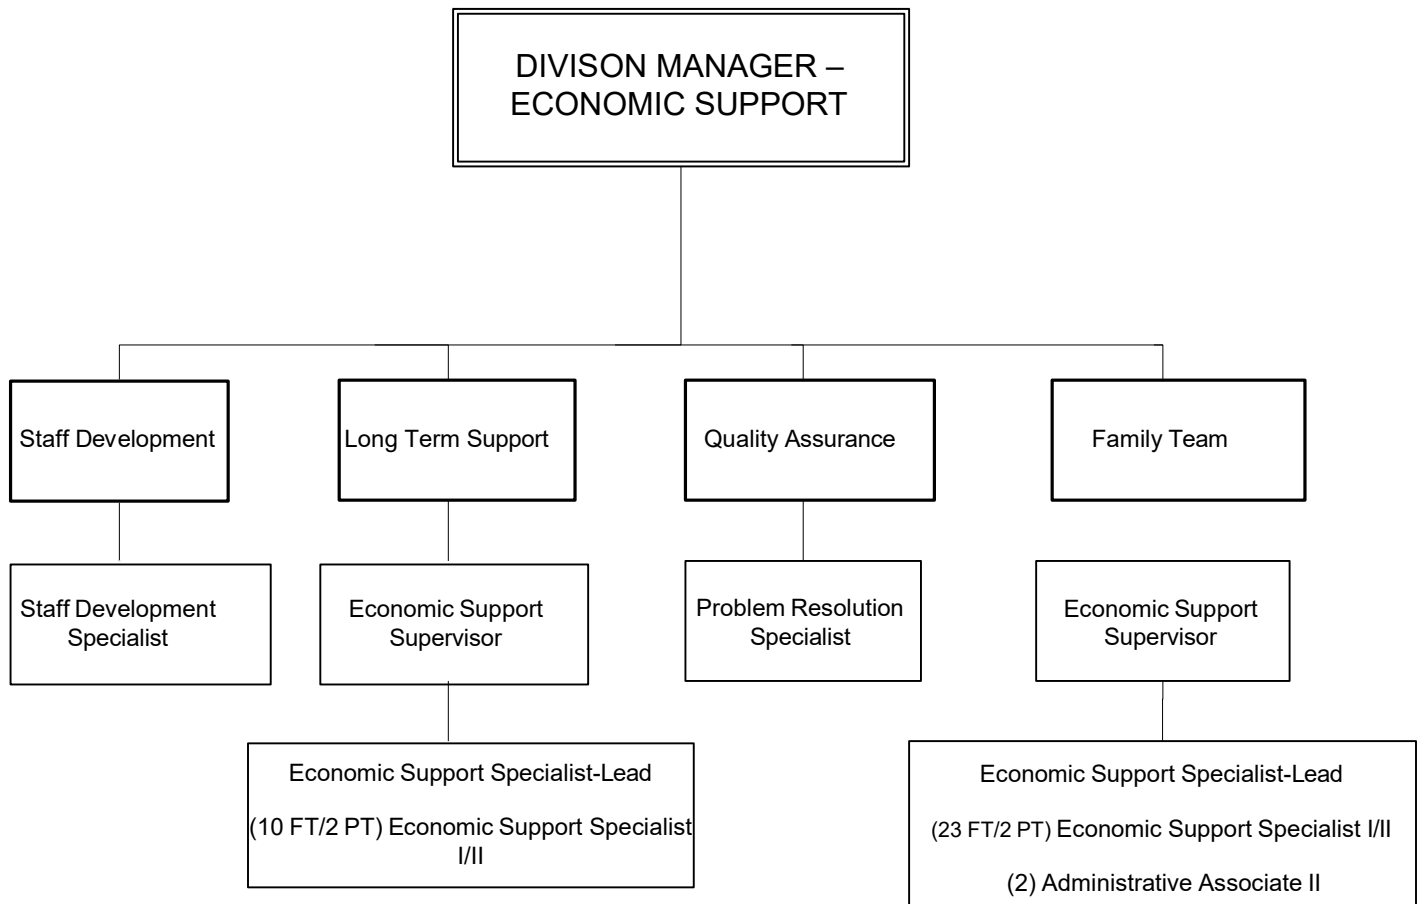 DIVISON MANAGER –
ECONOMIC SUPPORT
Staff Development
Long Term Support
Quality Assurance
Family Team
Staff Development
Specialist
Economic Support
Supervisor
Problem Resolution
Specialist
Economic Support
Supervisor
Economic Support Specialist-Lead
(10 FT/2 PT) Economic Support Specialist
I/II
Economic Support Specialist-Lead
(23 FT/2 PT) Economic Support Specialist I/II
(2) Administrative Associate II